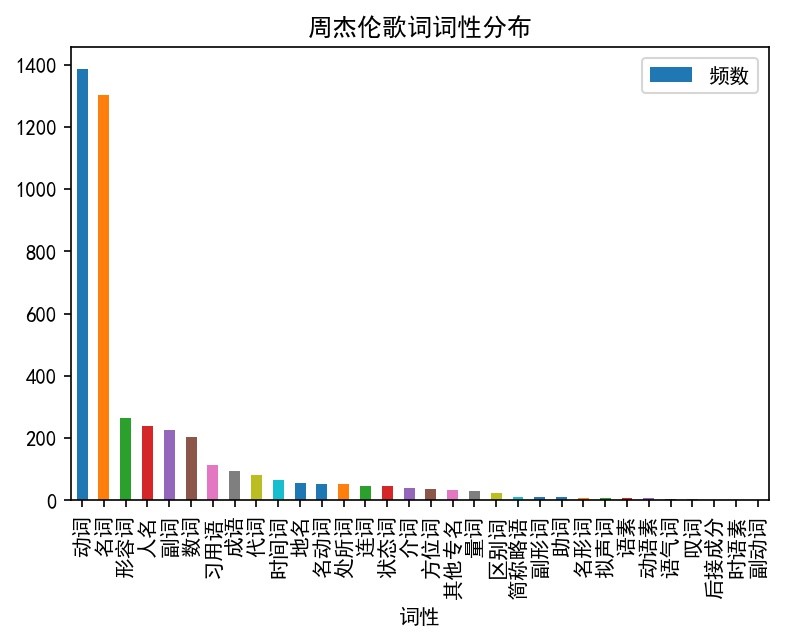 周杰伦歌词词性分布
频数
1400
1200
1000
800
600
400
200
0
动词
名词
形容词
人名
副词
数词
习用语
成语
代词
时间词
地名
名动词
处所词
连词
状态词
介词
方位词
其他专名
量词
区别词
简称略语
副形词
助词
名形词
拟声词
语素
动语素
语气词
叹词
后接成分
时语素
副动词
词性